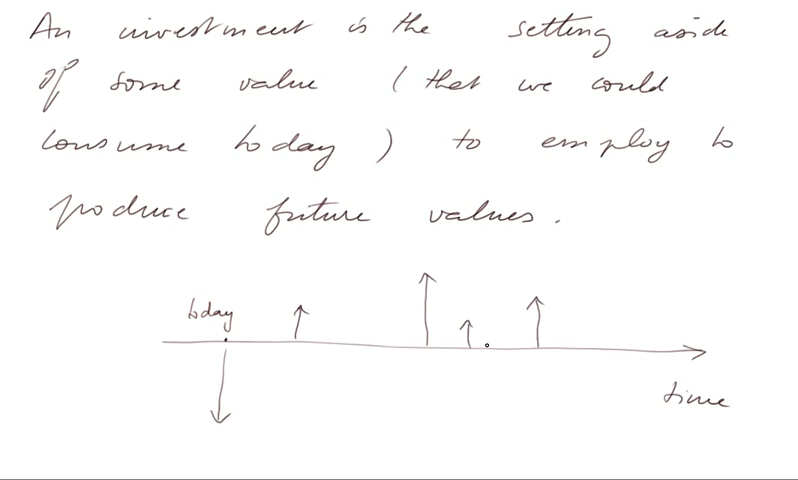 An investment is the setting aside
of some value ( that we could
consume today ) to employ to
produce future values .
today
time